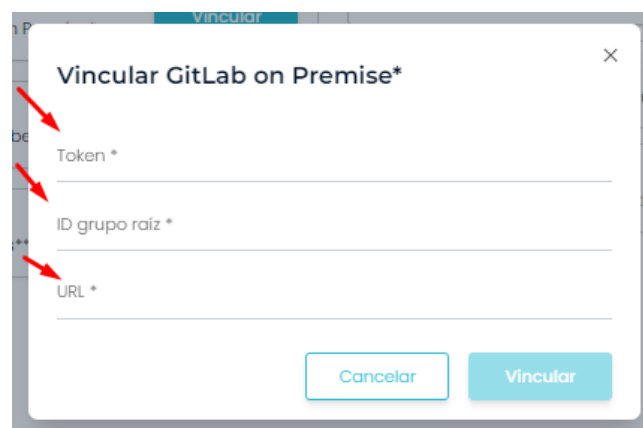 Vincular
Vincular GitLab on Premise*
Token *
ID grupo raíz *
URL *
Cancelar
Vincular